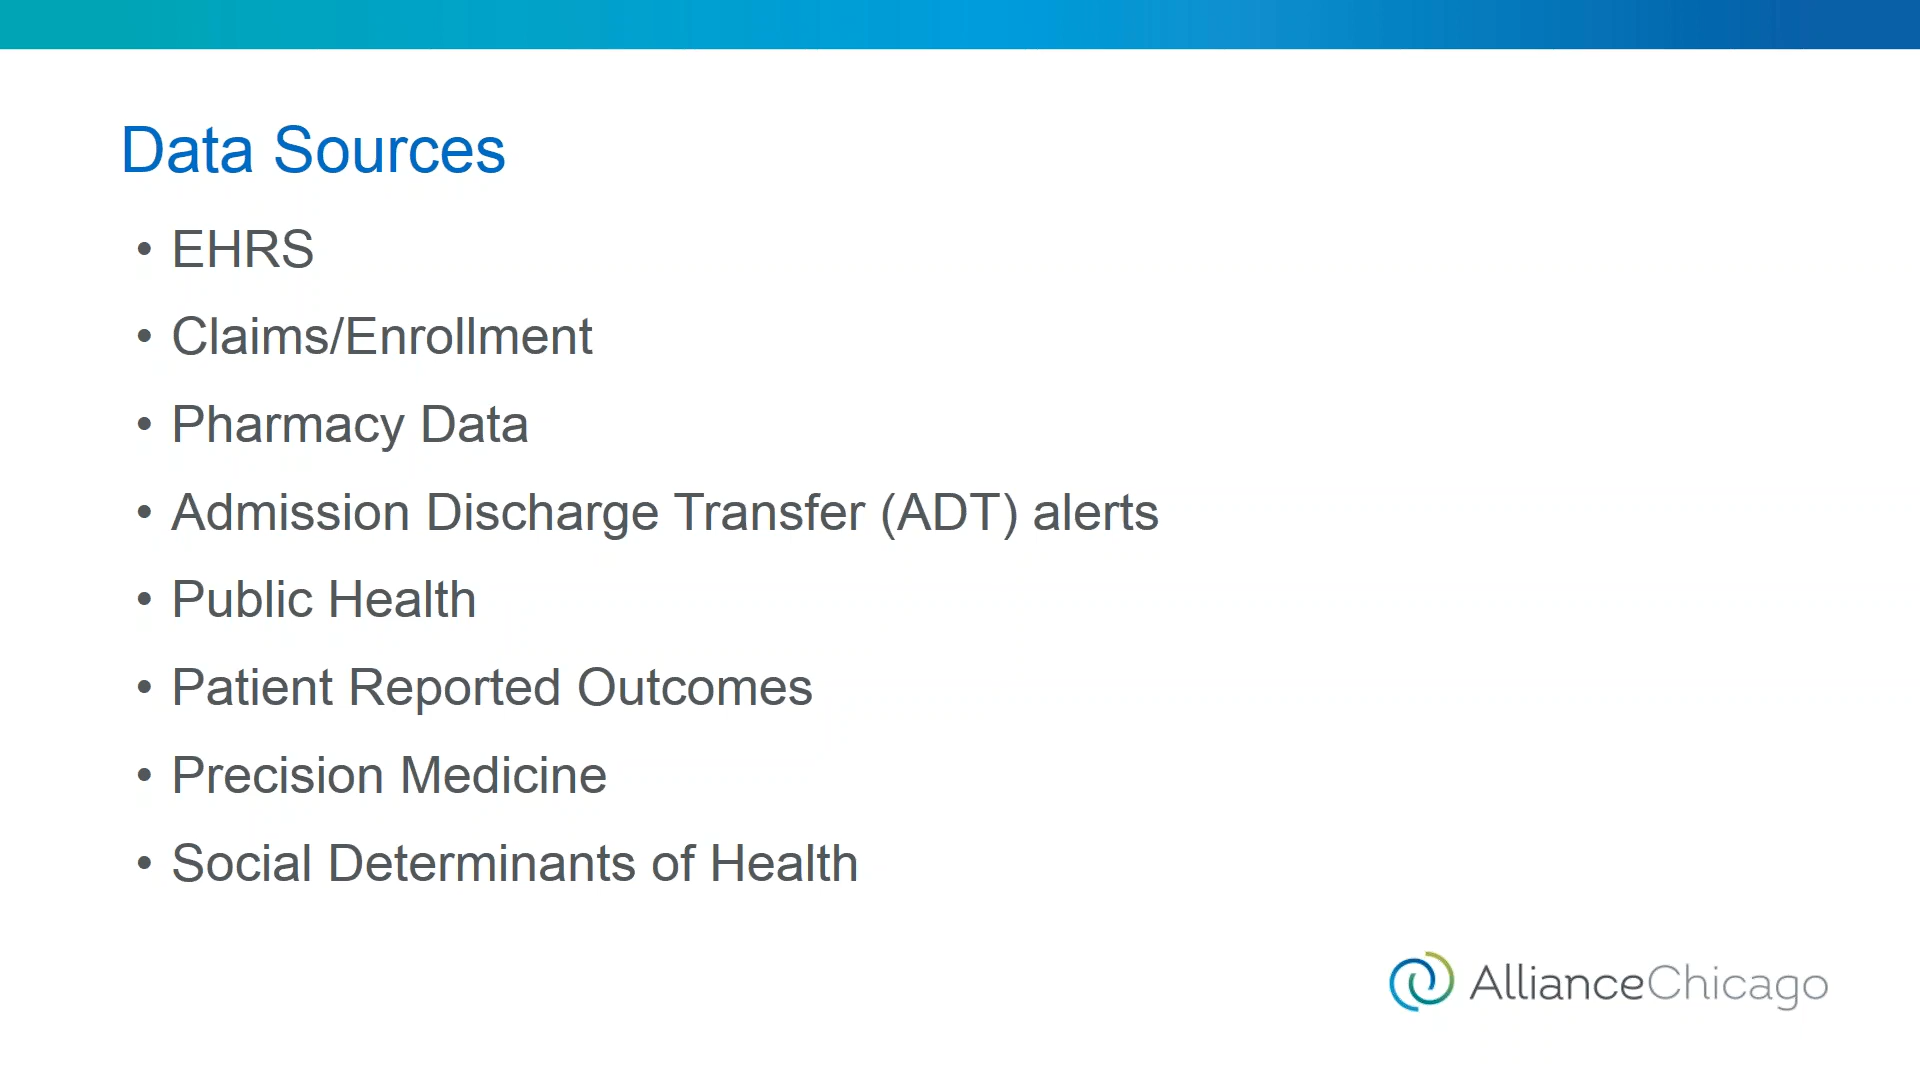 Data Sources
• EHRS
• Claims/Enrollment
• Pharmacy Data
• Admission Discharge Transfer (ADT) alerts
• Public Health
• Patient Reported Outcomes
• Precision Medicine
• Social Determinants of Health
AllianceChicago